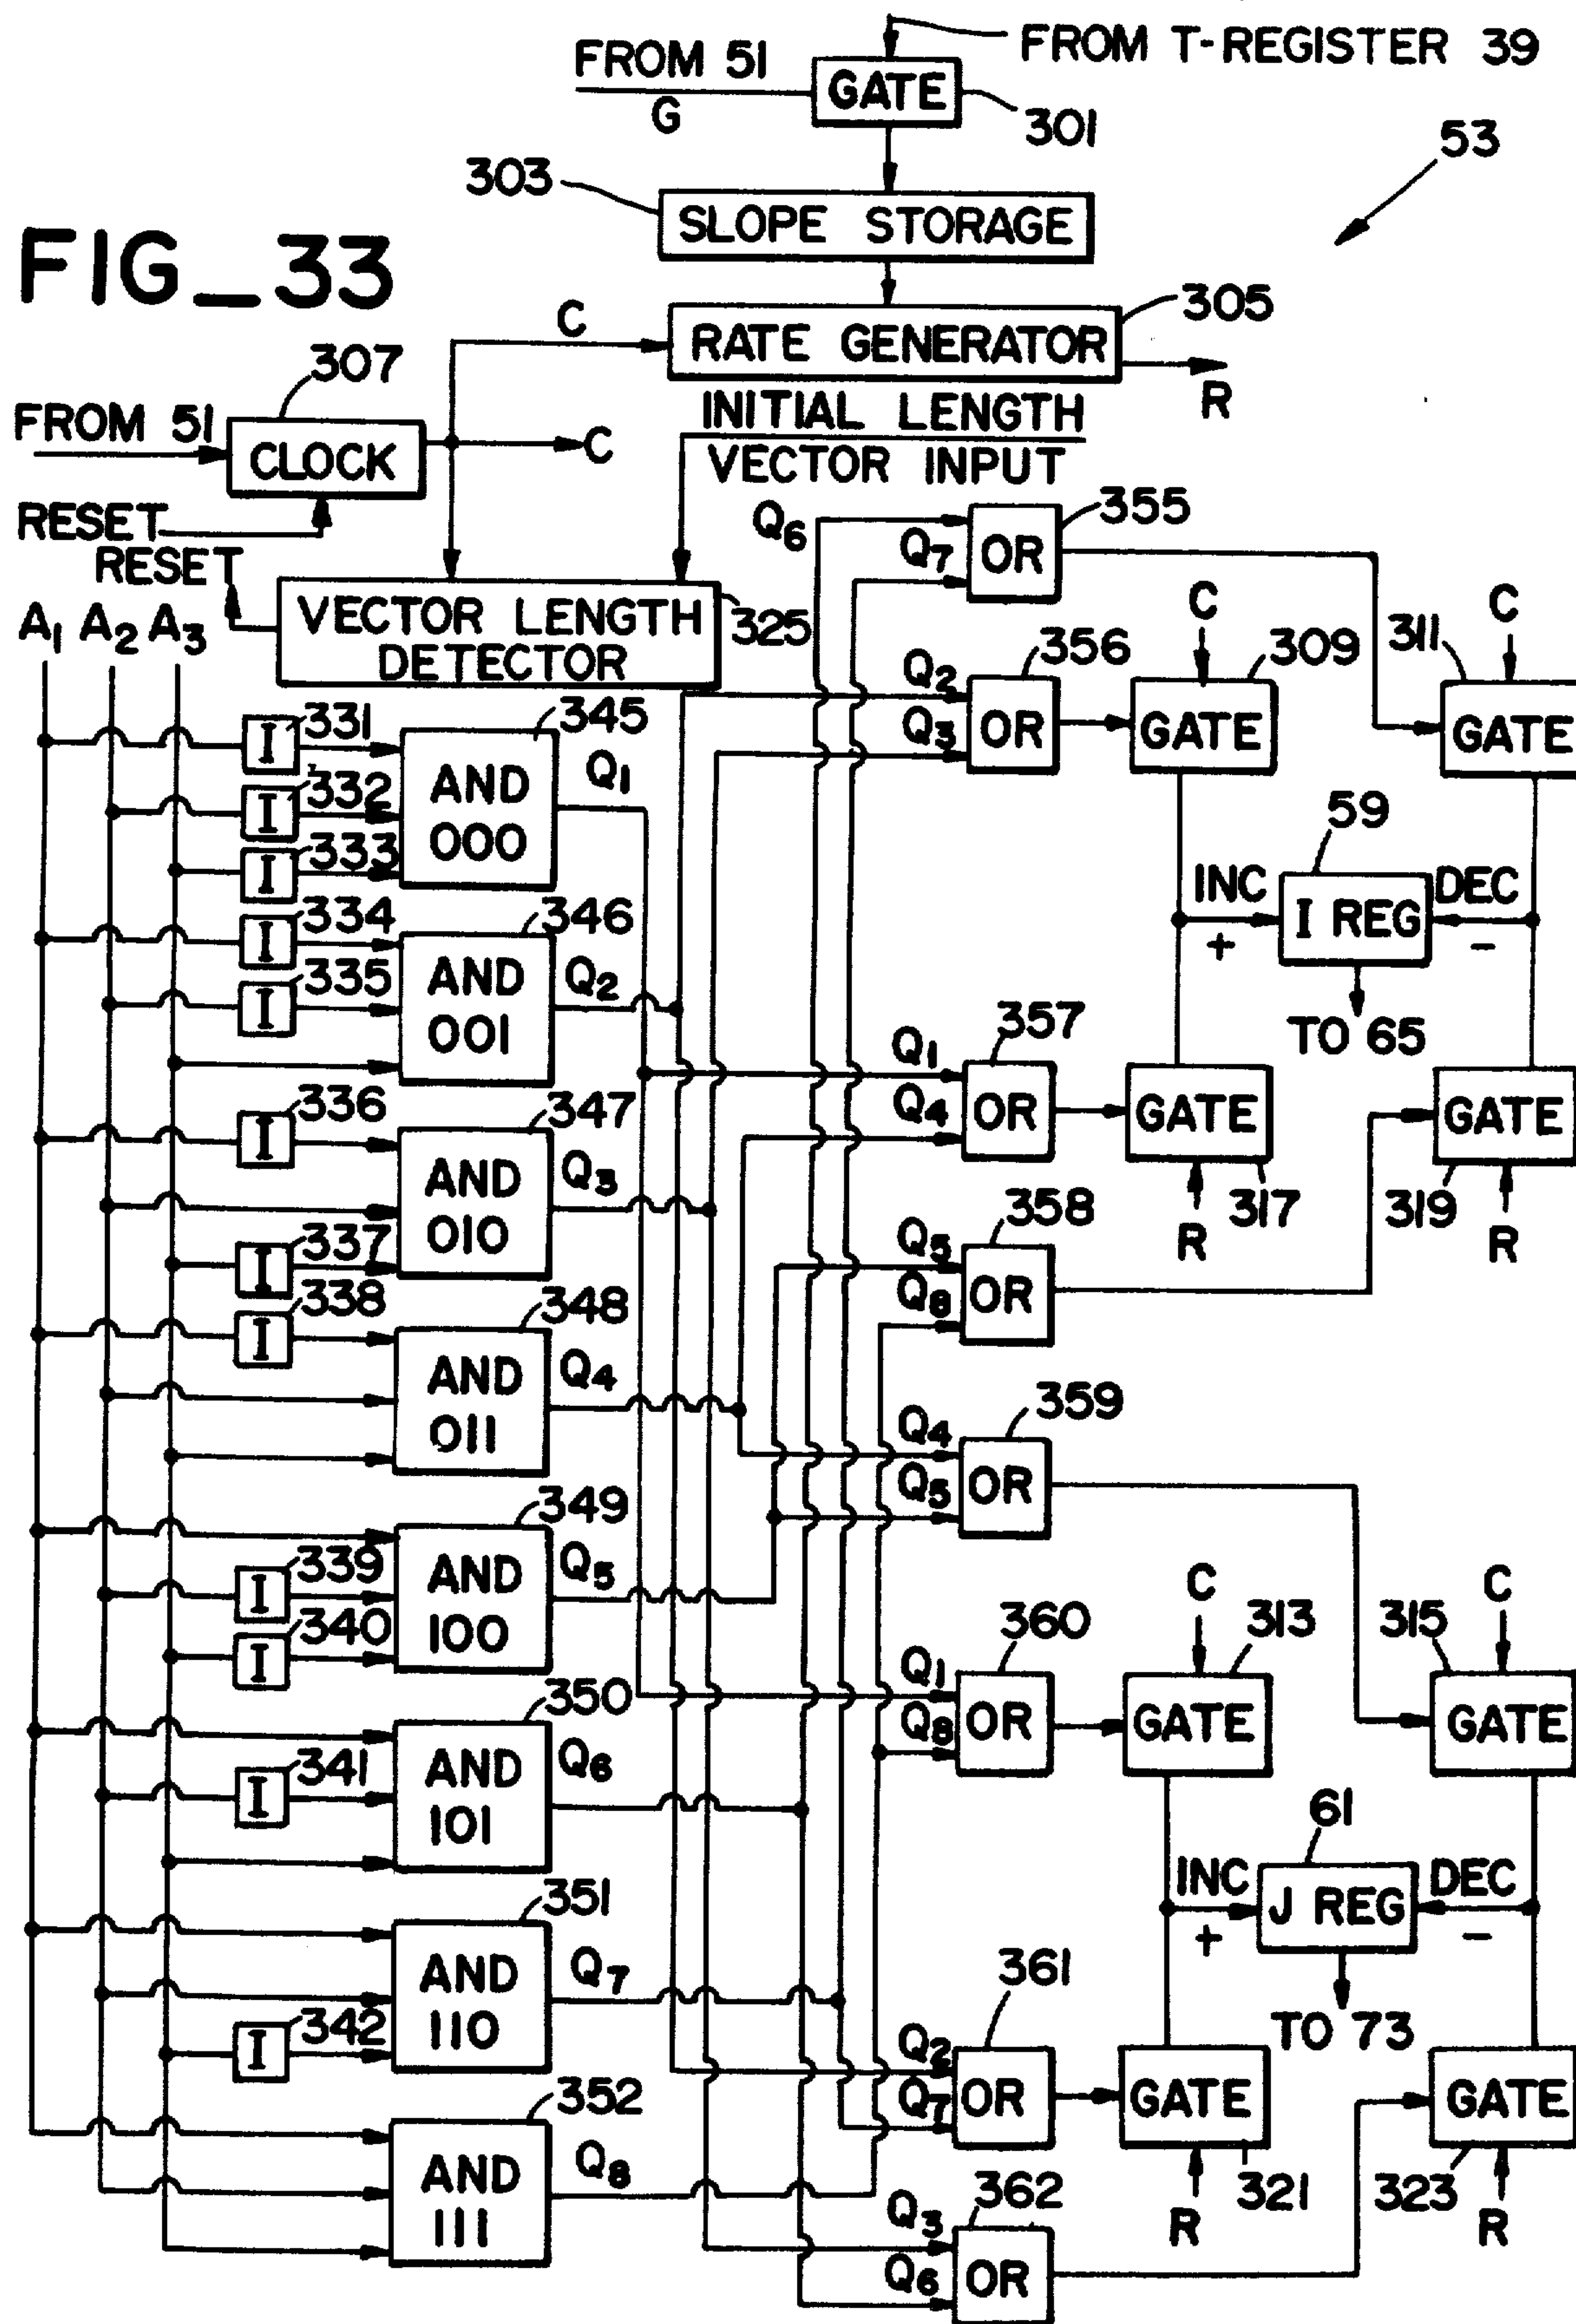 FROM T-REGISTER 39
FROM 51
G
GATE
301
53
303
SLOPE STORAGE
FIG_33
C
RATE GENERATOR
305
R
307
FROM 51
CLOCK
C
INITIAL LENGTH
VECTOR INPUT
RESET
RESET
VECTOR LENGTH
DETECTOR
325
A1 A2 A3
I 331
I 332
I 333
345
AND
000
Q1
I 334
I 335
346
AND
001
Q2
I 336
I 337
347
AND
010
Q3
I 338
348
AND
011
Q4
349
I 339
I 340
AND
100
Q5
350
I 341
AND
101
Q6
351
I 342
AND
110
Q7
352
AND
111
Q8
Q6
Q7
OR
355
Q2
Q3
OR
356
C
GATE
309
C
311
GATE
59
INC
+
I REG
DEC
-
TO 65
Q1
Q4
357
OR
GATE
R
317
GATE
319
R
Q5
Q8
358
OR
Q4
Q5
359
OR
Q1
Q8
360
OR
C
313
GATE
C
315
GATE
61
INC
+
J REG
DEC
-
TO 73
Q2
Q7
361
OR
GATE
R
321
GATE
323
R
Q3
Q6
362
OR